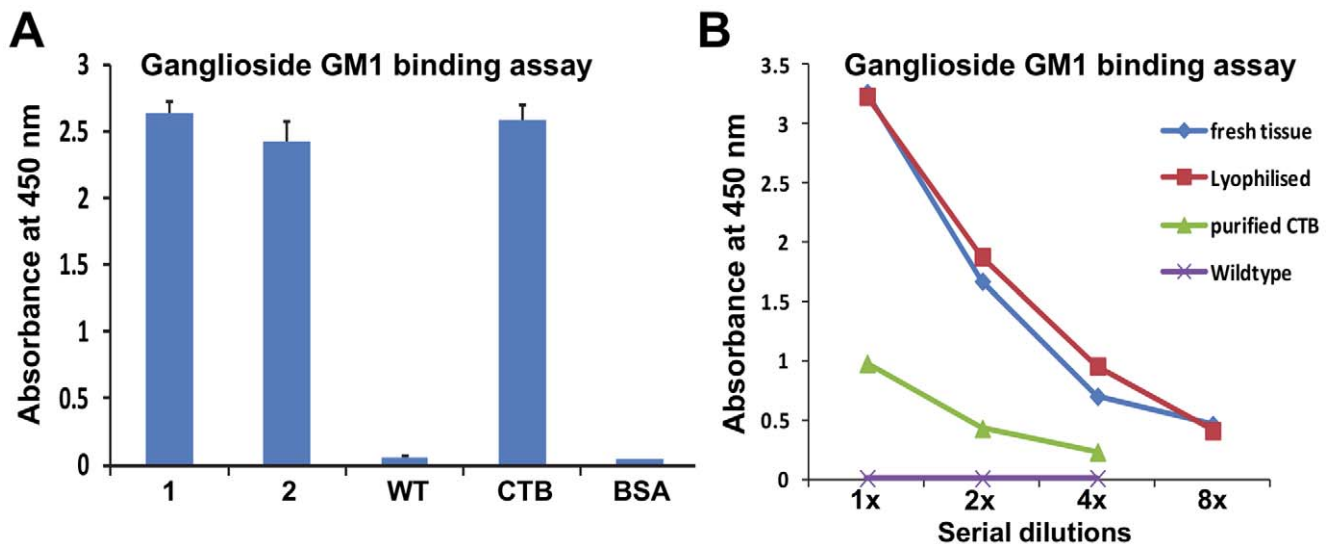 A
Ganglioside GM1 binding assay
Absorbance at 450 nm
3
2.5
2
1.5
1
0.5
0
1 2 WT CTB BSA
B
Ganglioside GM1 binding assay
Absorbance at 450 nm
3.5
3
2.5
2
1.5
1
0.5
0
fresh tissue
Lyophilised
purified CTB
Wildtype
1x 2x 4x 8x
Serial dilutions